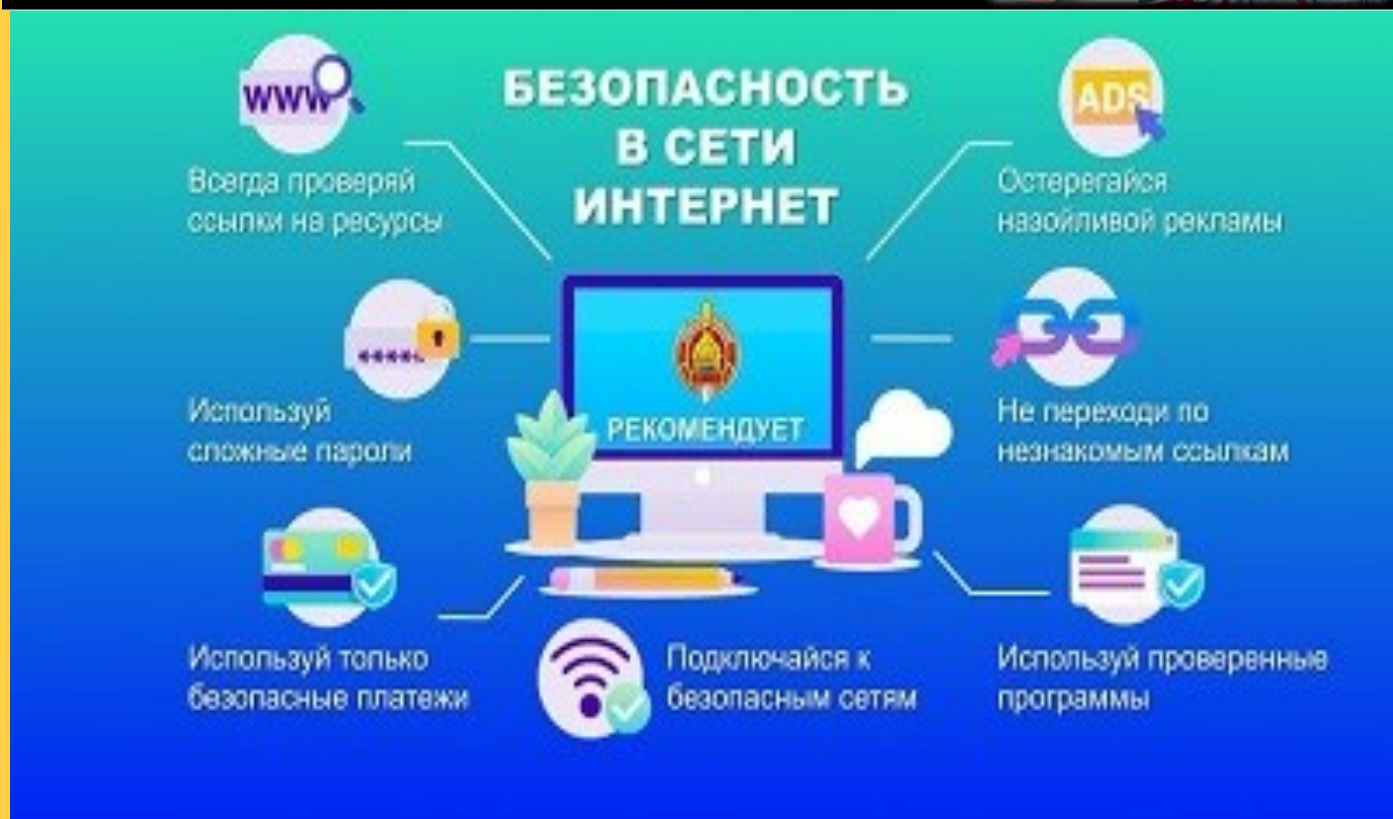 БЕЗОПАСНОСТЬ
В СЕТИ
ИНТЕРНЕТ
www
Всегда проверяй
ссылки на ресурсы
ADS
Остерегайся
назойливой рекламы
Используй
сложные пароли
РЕКОМЕНДУЕТ
Не переходи по
незнакомым ссылкам
Используй только
безопасные платежи
Подключайся к
безопасным сетям
Используй проверенные
программы